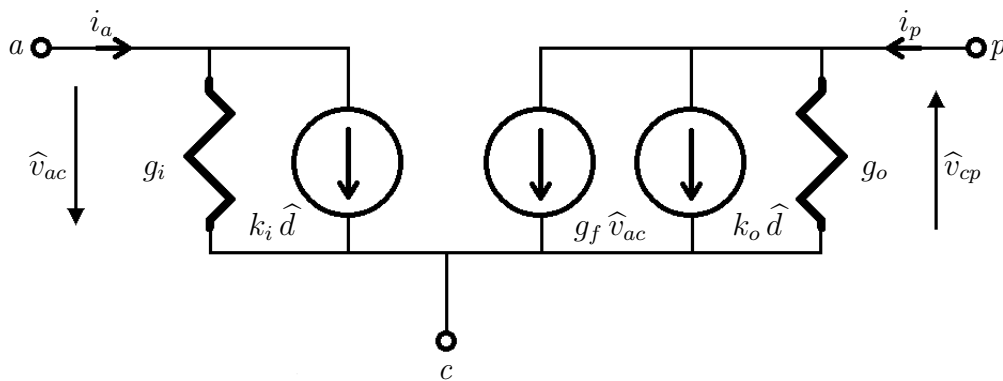 i_a
i_p
a
p
v̂_ac
g_i
g_o
v̂_cp
k_i d̂
g_f v̂_ac
k_o d̂
c